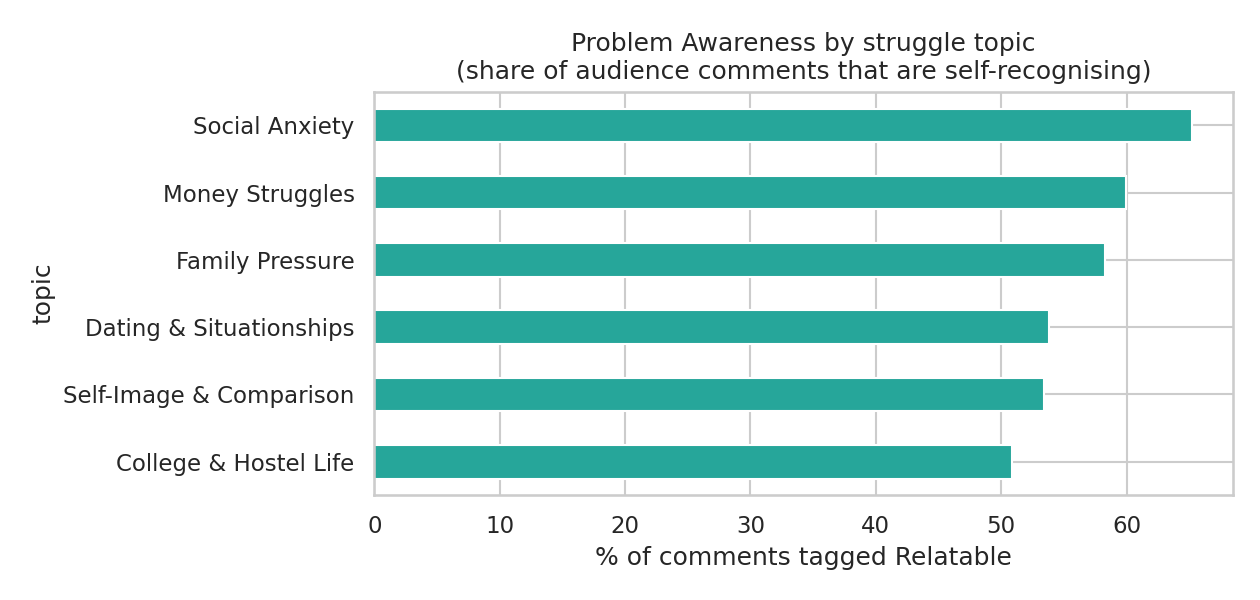 Problem Awareness by struggle topic
(share of audience comments that are self-recognising)
Social Anxiety
Money Struggles
Family Pressure
Dating & Situationships
Self-Image & Comparison
College & Hostel Life
topic
0 10 20 30 40 50 60
% of comments tagged Relatable